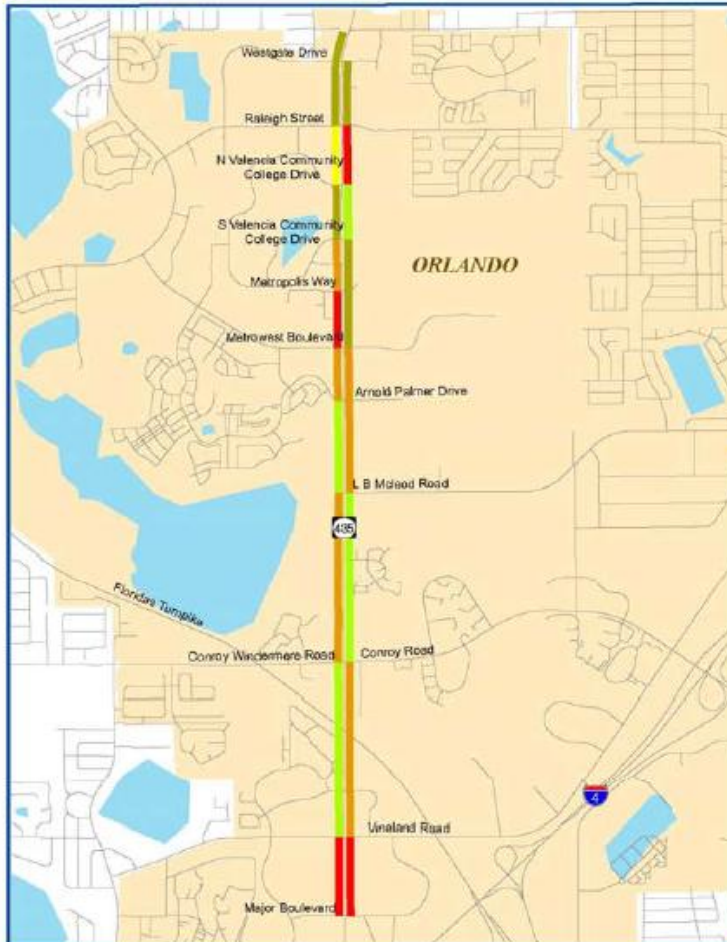 Westgate Drive
Raleigh Street
N Valencia Community
College Drive
S Valencia Community
College Drive
ORLANDO
Metropolis Way
Metrowest Boulevard
Arnold Palmer Drive
L B Mcleod Road
435
Floridas Turnpike
Conroy Windermere Road
Conroy Road
4
Vineland Road
Major Boulevard